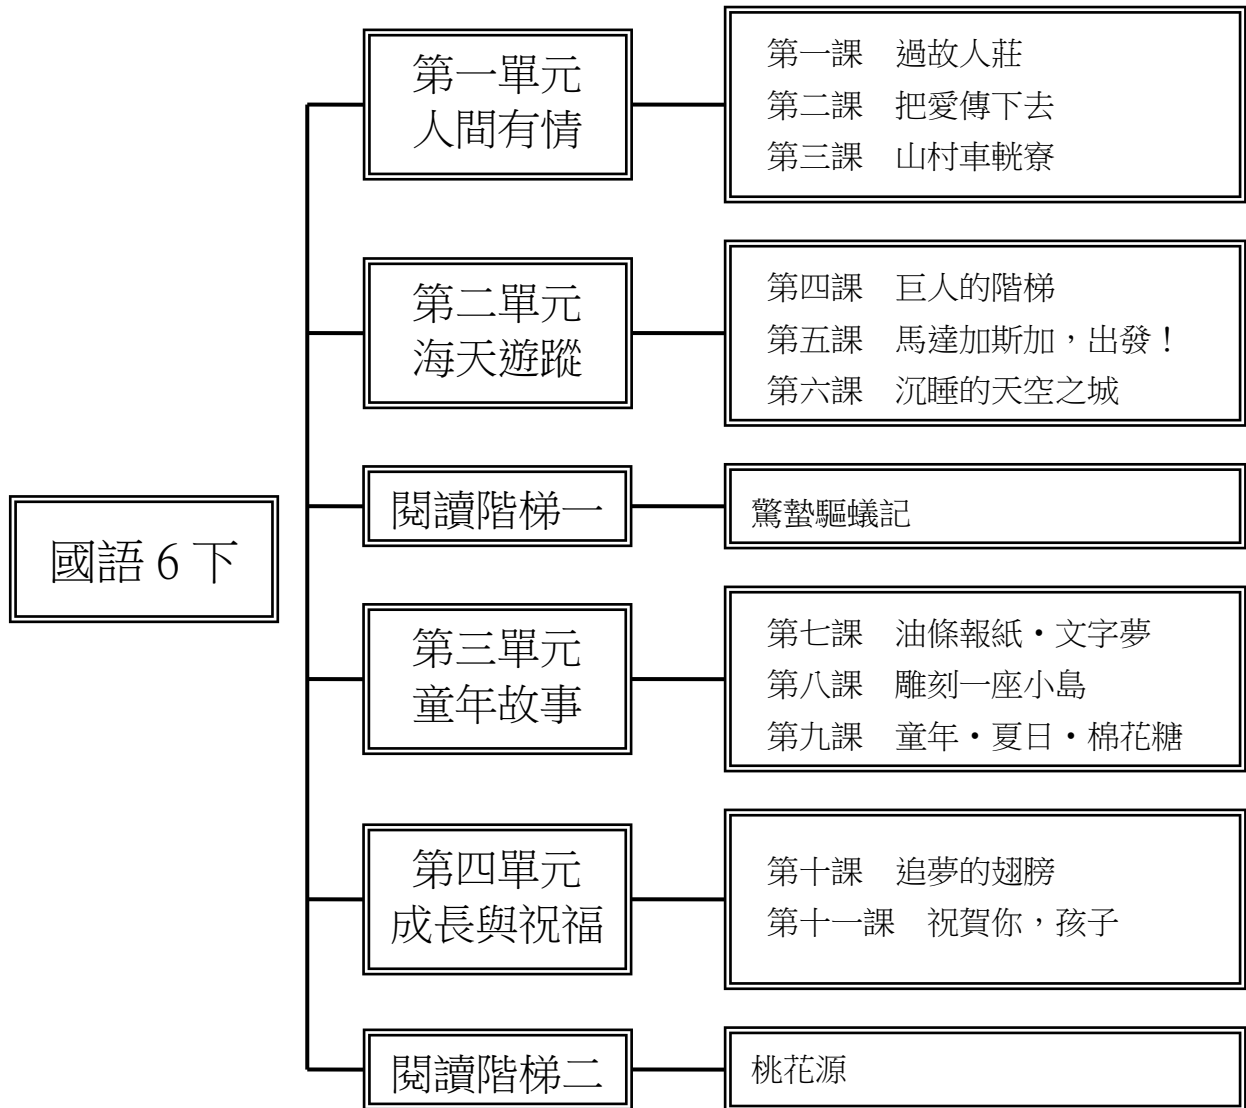 國語 6 下
第一單元
人間有情
第一課　過故人莊
第二課　把愛傳下去
第三課　山村車輄寮
第二單元
海天遊蹤
第四課　巨人的階梯
第五課　馬達加斯加，出發！
第六課　沉睡的天空之城
閱讀階梯一
驚蟄驅蟻記
第三單元
童年故事
第七課　油條報紙・文字夢
第八課　雕刻一座小島
第九課　童年・夏日・棉花糖
第四單元
成長與祝福
第十課　追夢的翅膀
第十一課　祝賀你，孩子
閱讀階梯二
桃花源